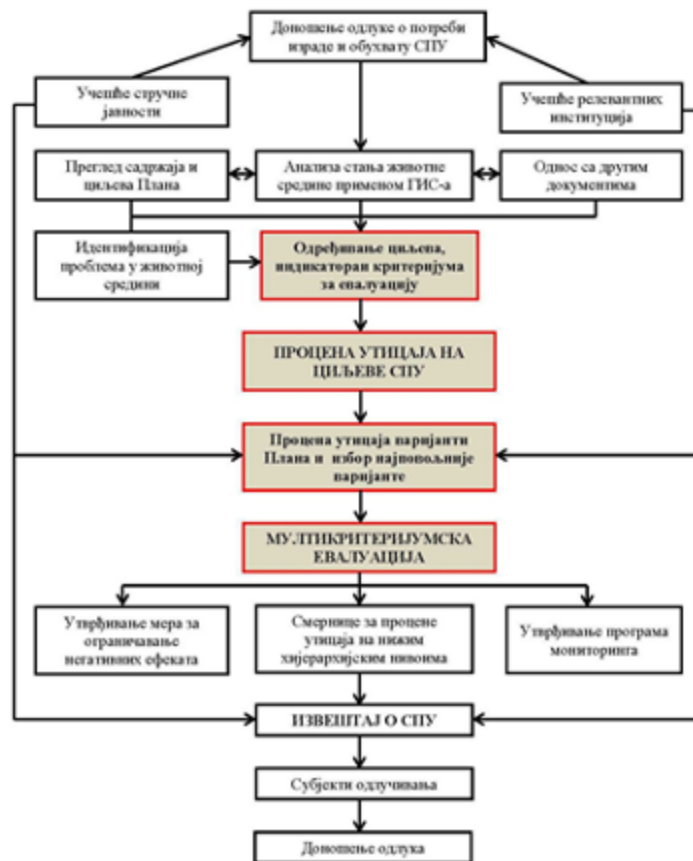 Доношење одлуке о потреби
израде и обухвату СПУ
Учешће стручне
јавности
Учешће релевантних
институција
Преглед садржаја и
циљева Плана
Анализа стања животне
средине применом ГИС-а
Однос са другим
документима
Идентификација
проблема у животној
средини
Одређивање циљева,
индикатораи критеријума
за евалуацију
ПРОЦЕНА УТИЦАЈА НА
ЦИЉЕВЕ СПУ
Процена утицаја варијанти
Плана и избор најповољније
варијанте
МУЛТИКРИТЕРИЈУМСКА
ЕВАЛУАЦИЈА
Утврђивање мера за
ограничавање
негативних ефеката
Смернице за процене
утицаја на нижим
хијерархијским нивоима
Утврђивање програма
мониторинга
ИЗВЕШТАЈ О СПУ
Субјекти одлучивања
Доношење одлука